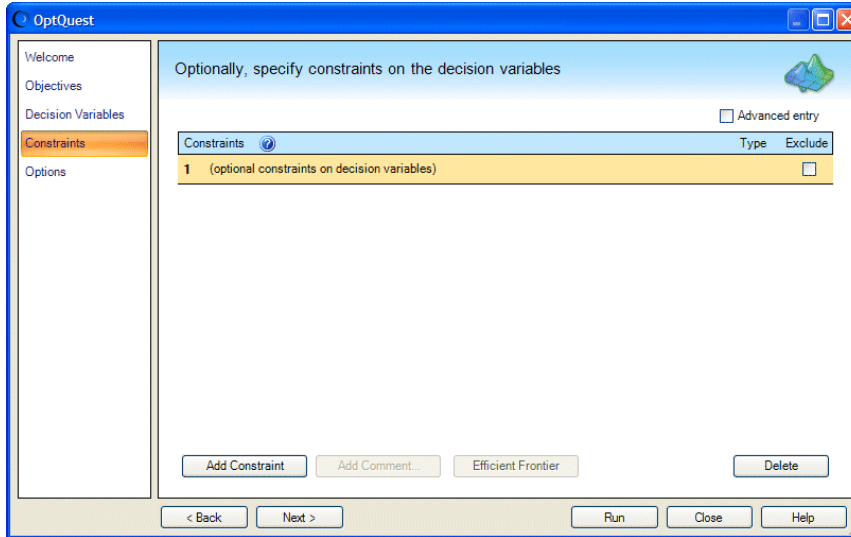 OptQuest
Welcome
Objectives
Decision Variables
Constraints
Options
Optionally, specify constraints on the decision variables
Advanced entry
Constraints Type Exclude
1 (optional constraints on decision variables)
Add Constraint Add Comment... Efficient Frontier Delete
< Back Next > Run Close Help